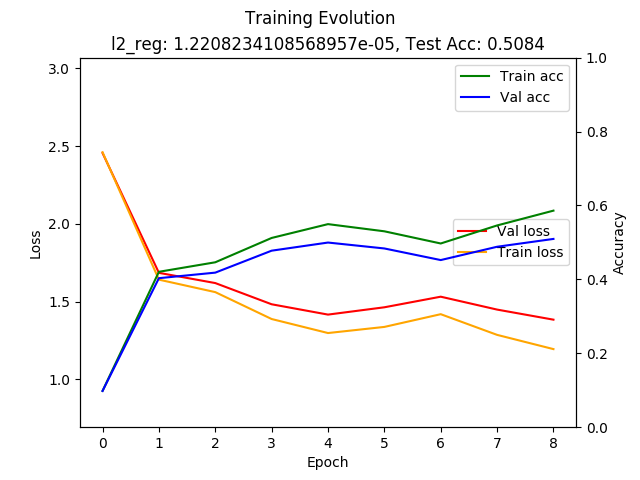 Training Evolution
l2_reg: 1.2208234108568957e-05, Test Acc: 0.5084
Loss
3.0
2.5
2.0
1.5
1.0
1.0
0.8
0.6
0.4
0.2
0.0
Accuracy
Train acc
Val acc
Val loss
Train loss
0 1 2 3 4 5 6 7 8
Epoch